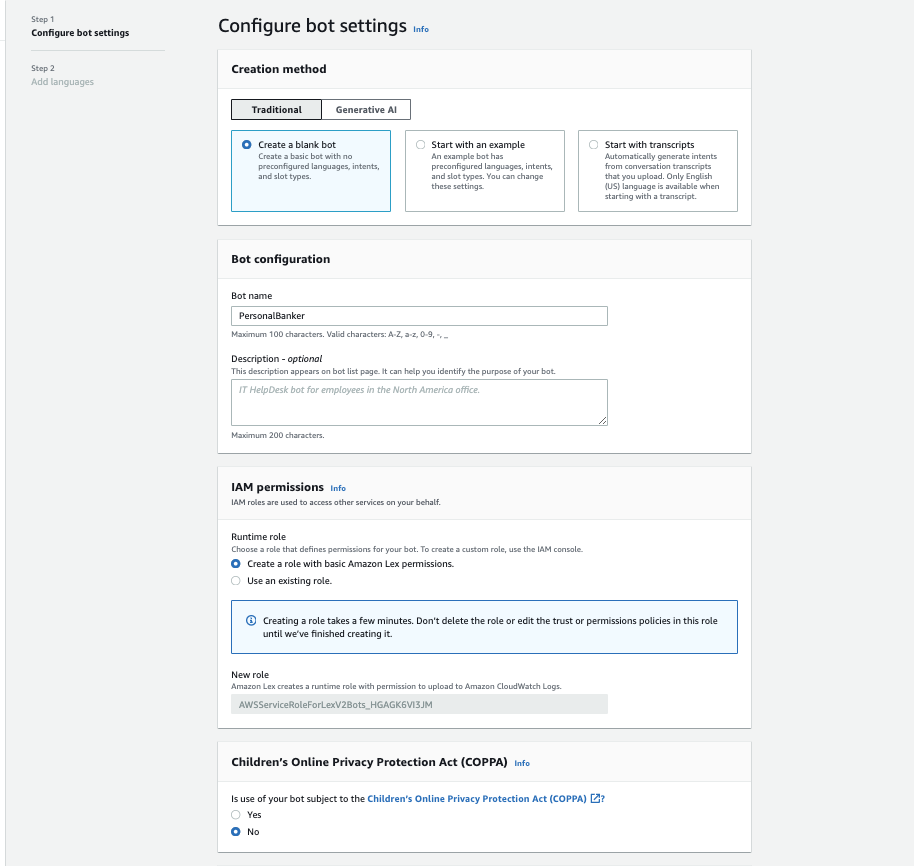 Step 1
Configure bot settings
Step 2
Add languages
Configure bot settings Info
Creation method
Traditional Generative AI
Create a blank bot
Create a basic bot with no
preconfigured languages, intents,
and slot types.
Start with an example
An example bot has
preconfigured languages, intents,
and slot types. You can change
these settings.
Start with transcripts
Automatically generate intents
from conversation transcripts
that you upload. Only English
(US) language is available when
starting with a transcript.
Bot configuration
Bot name
PersonalBanker
Maximum 100 characters. Valid characters: A-Z, a-z, 0-9, -, _
Description - optional
This description appears on bot list page. It can help you identify the purpose of your bot.
IT HelpDesk bot for employees in the North America office.
Maximum 200 characters.
IAM permissions Info
IAM roles are used to access other services on your behalf.
Runtime role
Choose a role that defines permissions for your bot. To create a custom role, use the IAM console.
Create a role with basic Amazon Lex permissions.
Use an existing role.
Creating a role takes a few minutes. Don't delete the role or edit the trust or permissions policies in this role
until we've finished creating it.
New role
Amazon Lex creates a runtime role with permission to upload to Amazon CloudWatch Logs.
AWSServiceRoleForLexV2Bots_HGAGK6VI3JM
Children's Online Privacy Protection Act (COPPA) Info
Is use of your bot subject to the Children's Online Privacy Protection Act (COPPA) ?
Yes
No